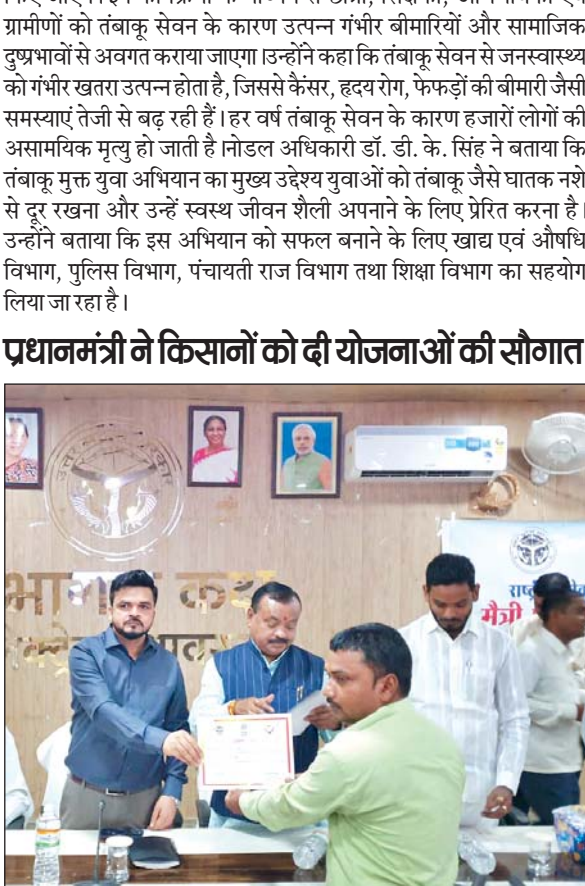 ग्रामीणों को तंबाकू सेवन के कारण उत्पन्न गंभीर बीमारियों और सामाजिक
दुष्प्रभावों से अवगत कराया जाएगा।उन्होंने कहा कि तंबाकू सेवन से जनस्वास्थ्य
को गंभीर खतरा उत्पन्न होता है, जिससे कैंसर, हृदय रोग, फेफड़ों की बीमारी जैसी
समस्याएं तेजी से बढ़ रही हैं। हर वर्ष तंबाकू सेवन के कारण हजारों लोगों की
असामयिक मृत्यु हो जाती है।नोडल अधिकारी डॉ. डी. के. सिंह ने बताया कि
तंबाकू मुक्त युवा अभियान का मुख्य उद्देश्य युवाओं को तंबाकू जैसे घातक नशे
से दूर रखना और उन्हें स्वस्थ जीवन शैली अपनाने के लिए प्रेरित करना है।
उन्होंने बताया कि इस अभियान को सफल बनाने के लिए खाद्य एवं औषधि
विभाग, पुलिस विभाग, पंचायती राज विभाग तथा शिक्षा विभाग का सहयोग
लिया जा रहा है।
प्रधानमंत्री ने किसानों को दी योजनाओं की सौगात
मैत्री